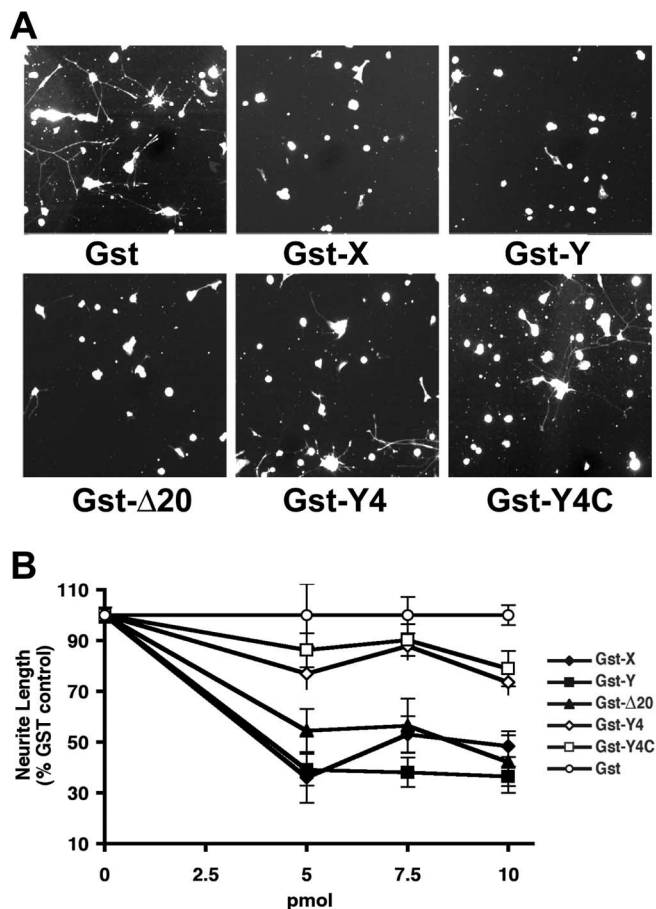 A
Gst
Gst-X
Gst-Y
Gst-Δ20
Gst-Y4
Gst-Y4C
B
Neurite Length
(% GST control)
110
90
70
50
30
10
0
2.5
5
7.5
10
pmol
Gst-X
Gst-Y
Gst-Δ20
Gst-Y4
Gst-Y4C
Gst